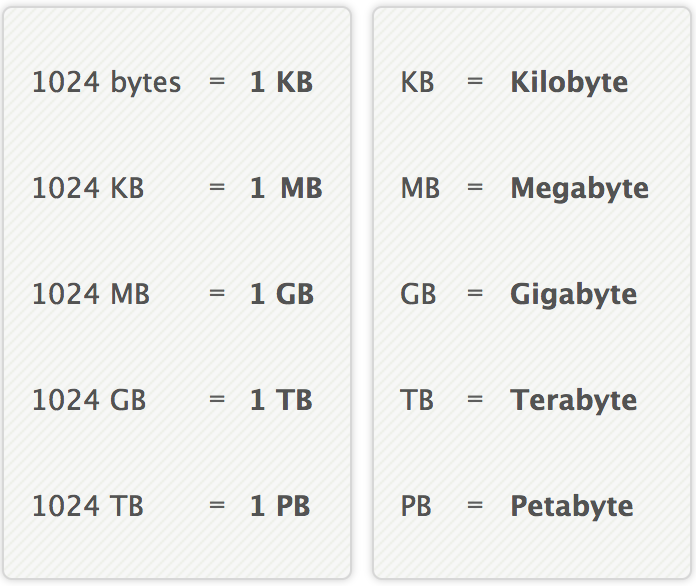 1024 bytes = 1 KB
1024 KB = 1 MB
1024 MB = 1 GB
1024 GB = 1 TB
1024 TB = 1 PB
KB = Kilobyte
MB = Megabyte
GB = Gigabyte
TB = Terabyte
PB = Petabyte